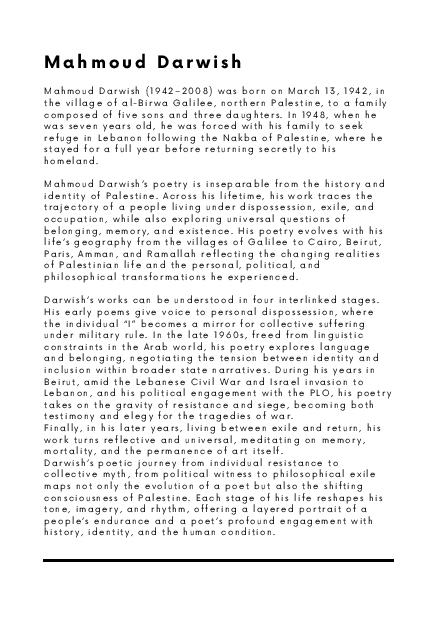 Mahmoud Darwish
Mahmoud Darwish (1942–2008) was born on March 13, 1942, in
the village of al-Birwa Galilee, northern Palestine, to a family
composed of five sons and three daughters. In 1948, when he
was seven years old, he was forced with his family to seek
refuge in Lebanon following the Nakba of Palestine, where he
stayed for a full year before returning secretly to his
homeland.
Mahmoud Darwish's poetry is inseparable from the history and
identity of Palestine. Across his lifetime, his work traces the
trajectory of a people living under dispossession, exile, and
occupation, while also exploring universal questions of
belonging, memory, and existence. His poetry evolves with his
life's geography from the villages of Galilee to Cairo, Beirut,
Paris, Amman, and Ramallah reflecting the changing realities
of Palestinian life and the personal, political, and
philosophical transformations he experienced.
Darwish's works can be understood in four interlinked stages.
His early poems give voice to personal dispossession, where
the individual "I" becomes a mirror for collective suffering
under military rule. In the late 1960s, freed from linguistic
constraints in the Arab world, his poetry explores language
and belonging, negotiating the tension between identity and
inclusion within broader state narratives. During his years in
Beirut, amid the Lebanese Civil War and Israel invasion to
Lebanon, and his political engagement with the PLO, his poetry
takes on the gravity of resistance and siege, becoming both
testimony and elegy for the tragedies of war.
Finally, in his later years, living between exile and return, his
work turns reflective and universal, meditating on memory,
mortality, and the permanence of art itself.
Darwish's poetic journey from individual resistance to
collective myth, from political witness to philosophical exile
maps not only the evolution of a poet but also the shifting
consciousness of Palestine. Each stage of his life reshapes his
tone, imagery, and rhythm, offering a layered portrait of a
people's endurance and a poet's profound engagement with
history, identity, and the human condition.